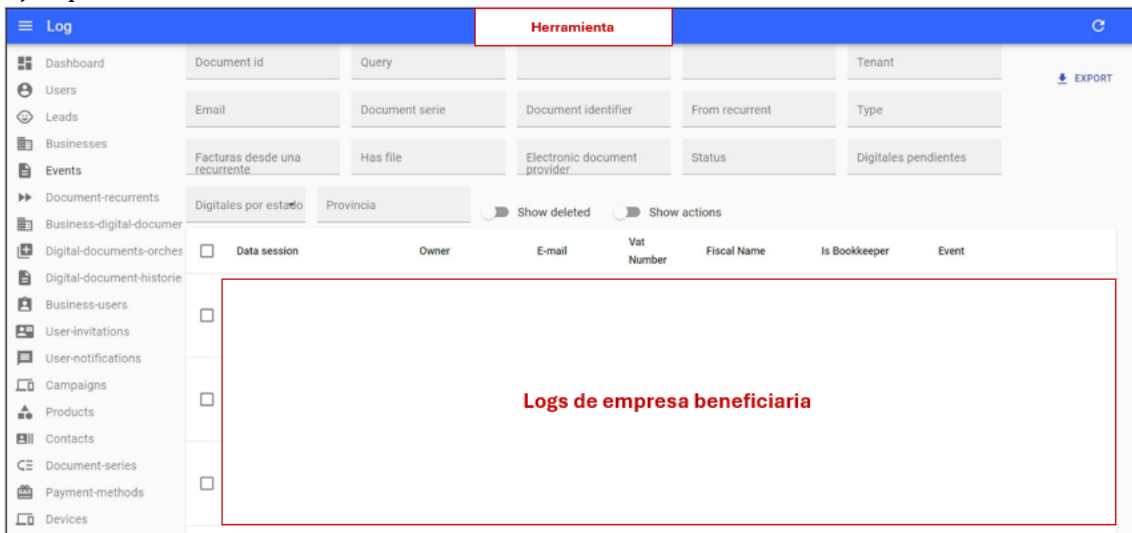 Log
Herramienta
Dashboard
Users
Leads
Businesses
Events
Document-recurrents
Business-digital-documer
Digital-documents-orches
Digital-document-historie
Business-users
User-invitations
User-notifications
Campaigns
Products
Contacts
Document-series
Payment-methods
Devices
Document id
Query
Tenant
EXPORT
Email
Document serie
Document identifier
From recurrent
Type
Facturas desde una
recurrente
Has file
Electronic document
provider
Status
Digitales pendientes
Digitales por estado
Provincia
Show deleted
Show actions
Data session
Owner
E-mail
Vat
Number
Fiscal Name
Is Bookkeeper
Event
Logs de empresa beneficiaria